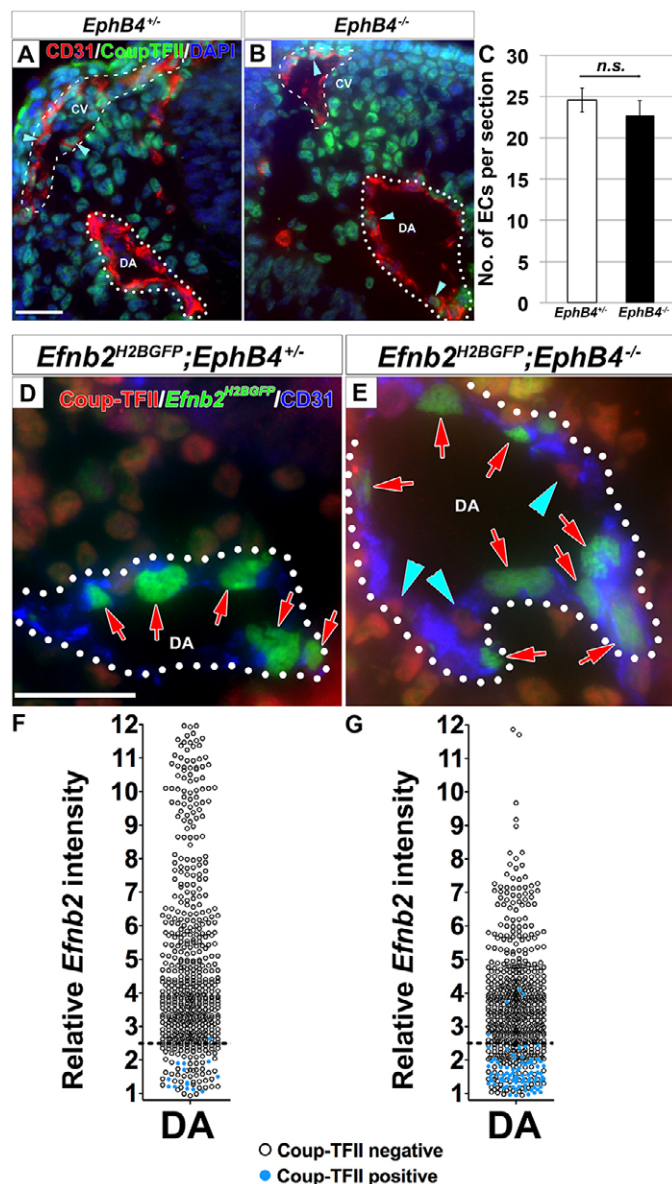 EphB4+/-
EphB4-/-
A
CD31/CoupTFII/DAPI
CV
DA
B
CV
DA
C
n.s.
No. of ECs per section
30
25
20
15
10
5
0
EphB4+/-
EphB4-/-
Efnb2H2BGFP;EphB4+/-
Efnb2H2BGFP;EphB4-/-
D
Coup-TFII/Efnb2H2BGFP/CD31
DA
E
DA
F
Relative Efnb2 intensity
12
11
10
9
8
7
6
5
4
3
2
1
DA
G
Relative Efnb2 intensity
12
11
10
9
8
7
6
5
4
3
2
1
DA
Coup-TFII negative
Coup-TFII positive